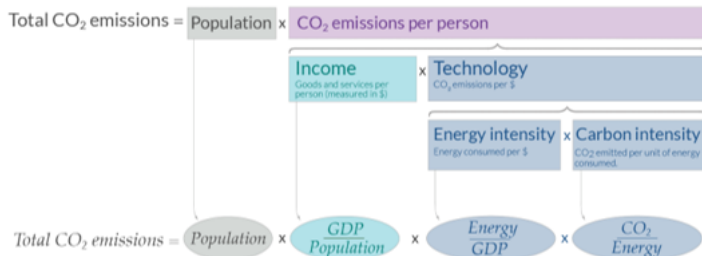 Total CO₂ emissions = Population x CO₂ emissions per person
Income x Technology
Goods and services per person (measured in $)
CO₂ emissions per $
Energy intensity x Carbon intensity
Energy consumed per $
CO2 emitted per unit of energy consumed.
Total CO₂ emissions = Population x GDP/Population x Energy/GDP x CO₂/Energy